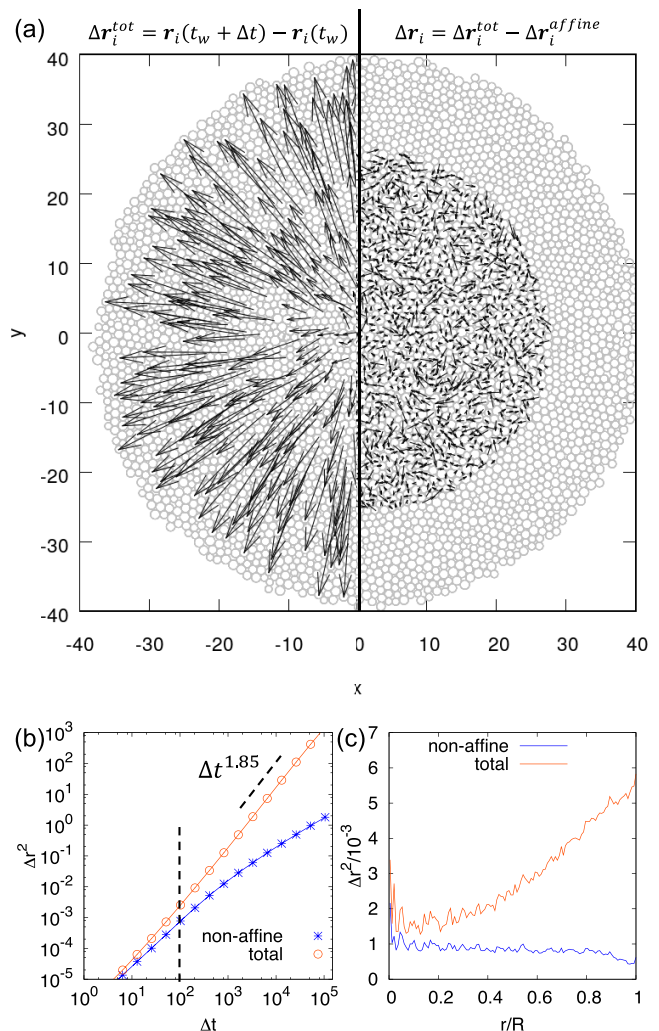 (a)
Δr_i^{tot} = r_i(t_w + Δt) − r_i(t_w)
Δr_i = Δr_i^{tot} − Δr_i^{affine}
40
30
20
10
0
-10
-20
-30
-40
y
-40 -30 -20 -10 0 10 20 30 40
x
(b)
10^3
10^2
10^1
10^0
10^-1
10^-2
10^-3
10^-4
10^-5
Δr^2
Δt^1.85
non-affine
total
10^0 10^1 10^2 10^3 10^4 10^5
Δt
(c)
7
6
5
4
3
2
1
0
Δr^2/10^-3
non-affine
total
0 0.2 0.4 0.6 0.8 1
r/R